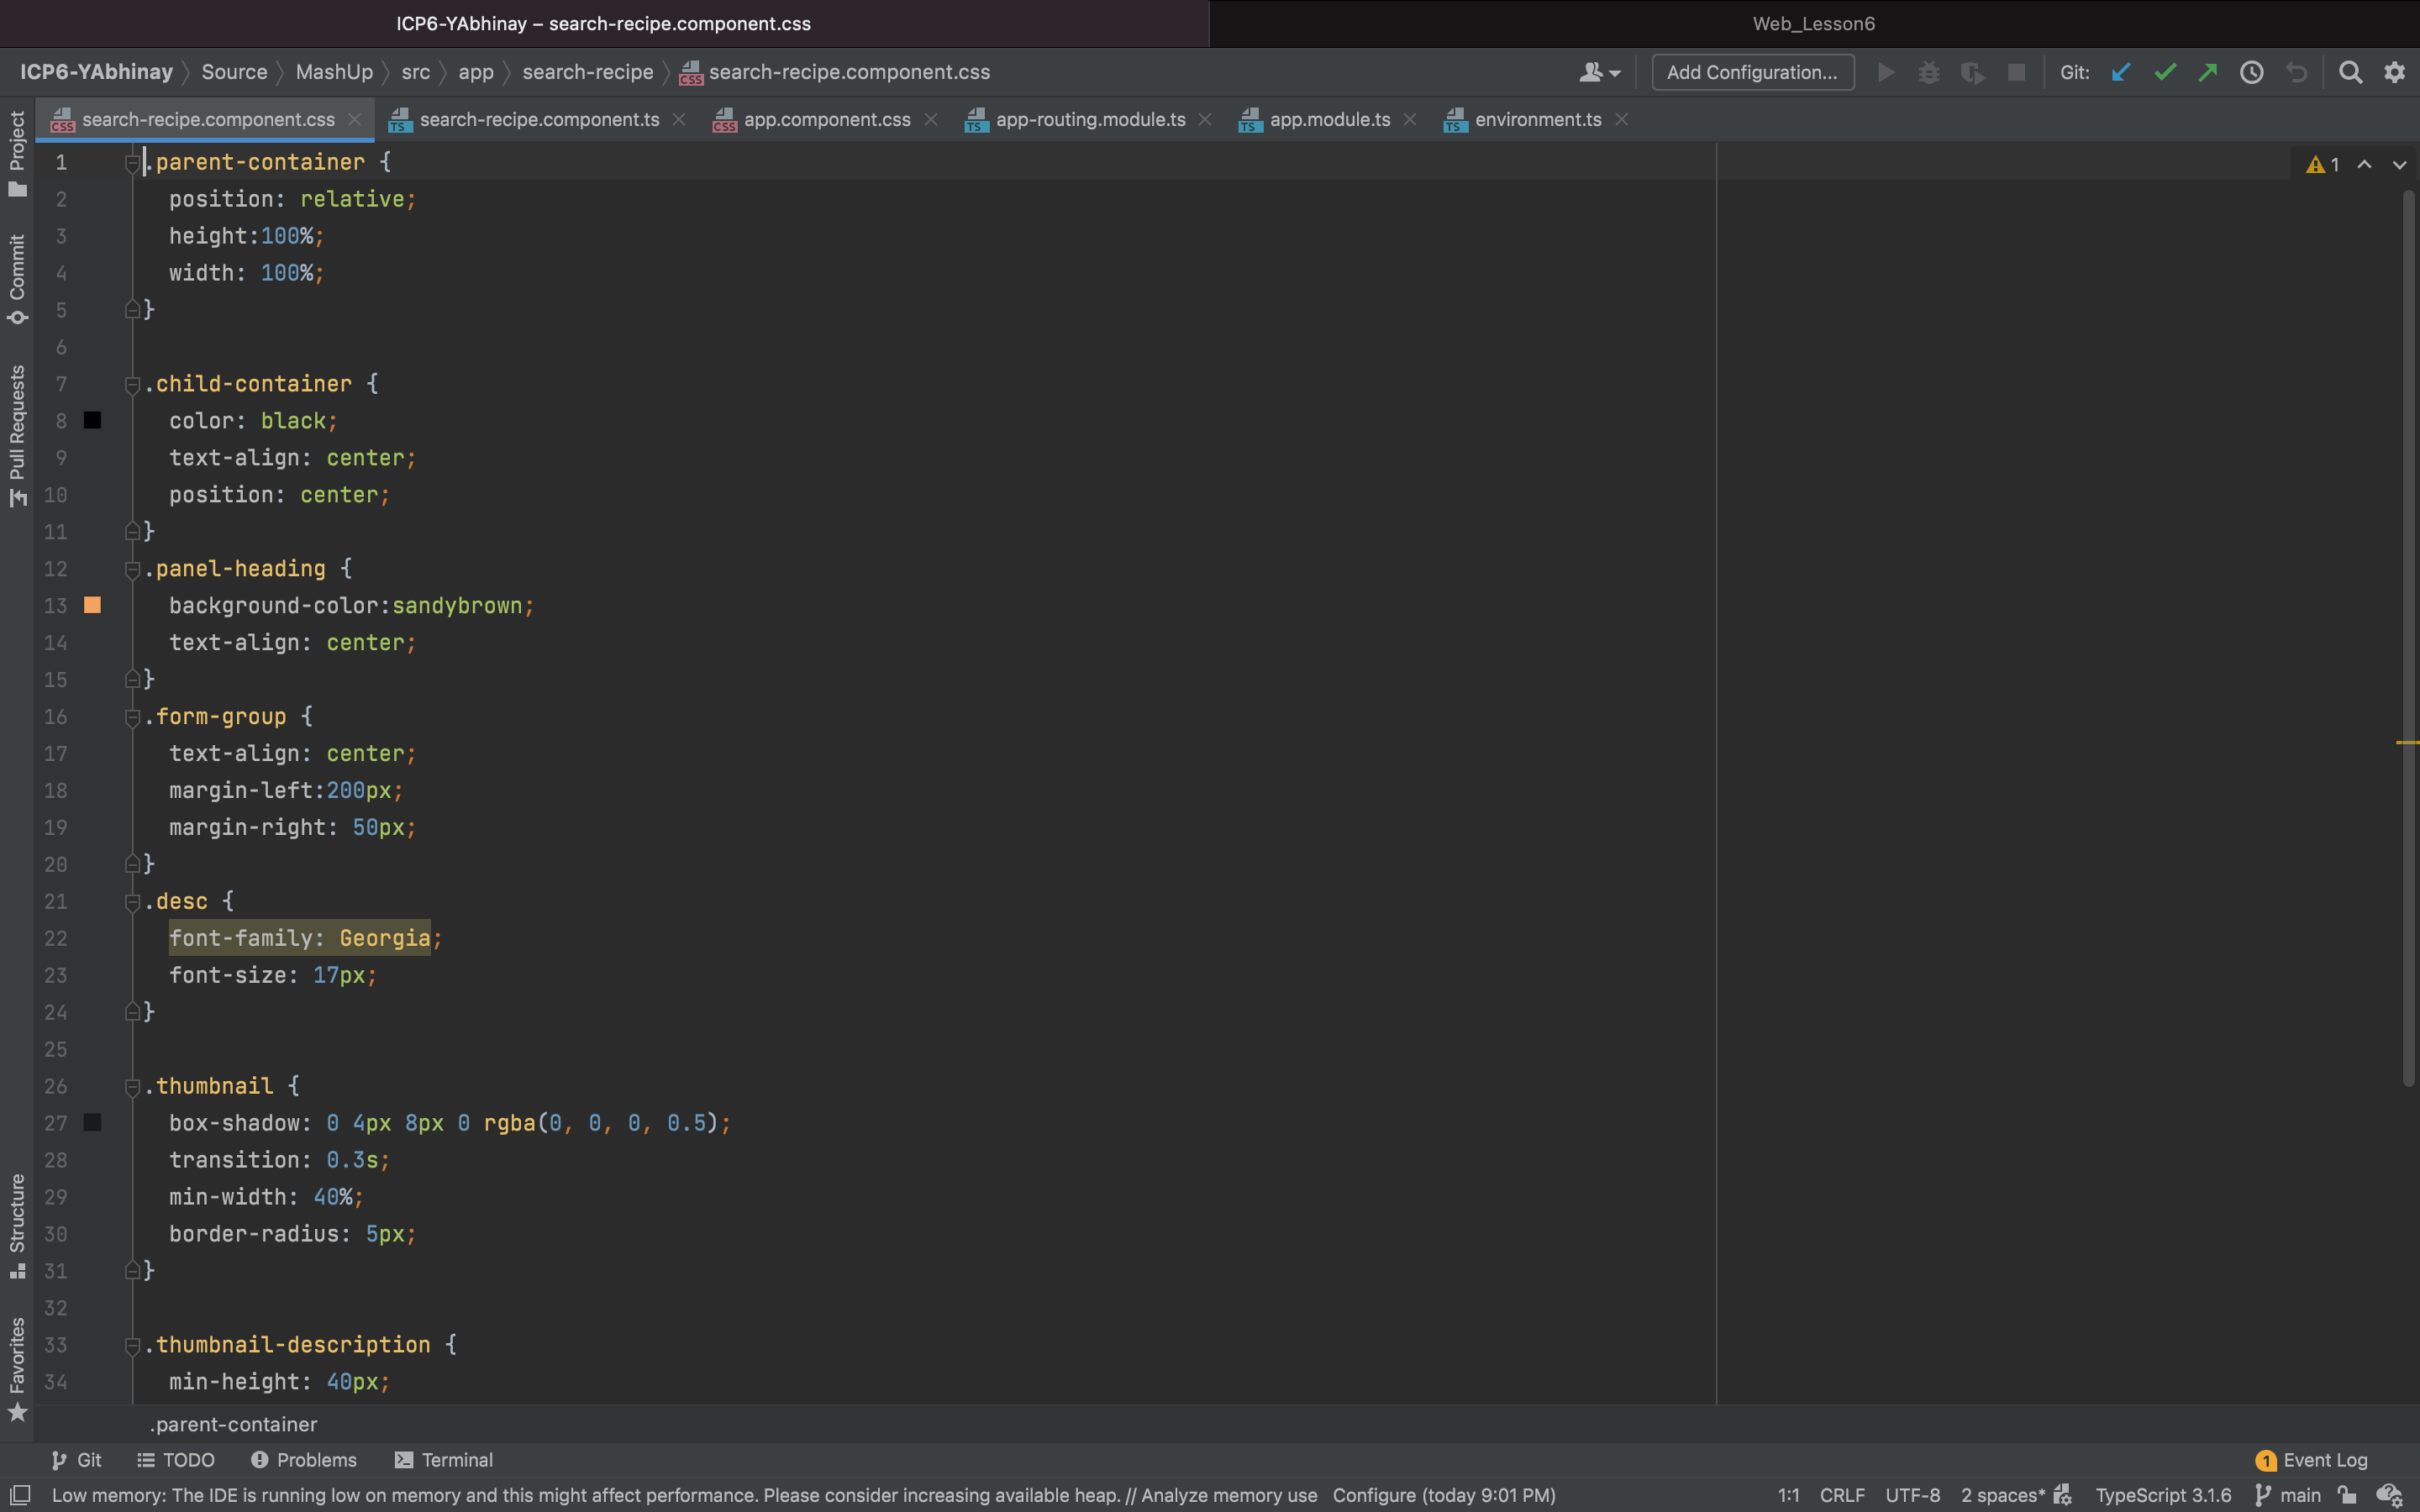 ICP6-YAbhinay – search-recipe.component.css
Web_Lesson6
ICP6-YAbhinay Source MashUp src app search-recipe search-recipe.component.css
Add Configuration...
Git:
search-recipe.component.css
search-recipe.component.ts
app.component.css
app-routing.module.ts
app.module.ts
environment.ts
Project
Commit
Pull Requests
Structure
Favorites
1
1 .parent-container {
2 position: relative;
3 height:100%;
4 width: 100%;
5 }
6
7 .child-container {
8 color: black;
9 text-align: center;
10 position: center;
11 }
12 .panel-heading {
13 background-color:sandybrown;
14 text-align: center;
15 }
16 .form-group {
17 text-align: center;
18 margin-left:200px;
19 margin-right: 50px;
20 }
21 .desc {
22 font-family: Georgia;
23 font-size: 17px;
24 }
25
26 .thumbnail {
27 box-shadow: 0 4px 8px 0 rgba(0, 0, 0, 0.5);
28 transition: 0.3s;
29 min-width: 40%;
30 border-radius: 5px;
31 }
32
33 .thumbnail-description {
34 min-height: 40px;
.parent-container
Git
TODO
Problems
Terminal
1 Event Log
Low memory: The IDE is running low on memory and this might affect performance. Please consider increasing available heap. // Analyze memory use Configure (today 9:01 PM)
1:1 CRLF UTF-8 2 spaces* TypeScript 3.1.6 main